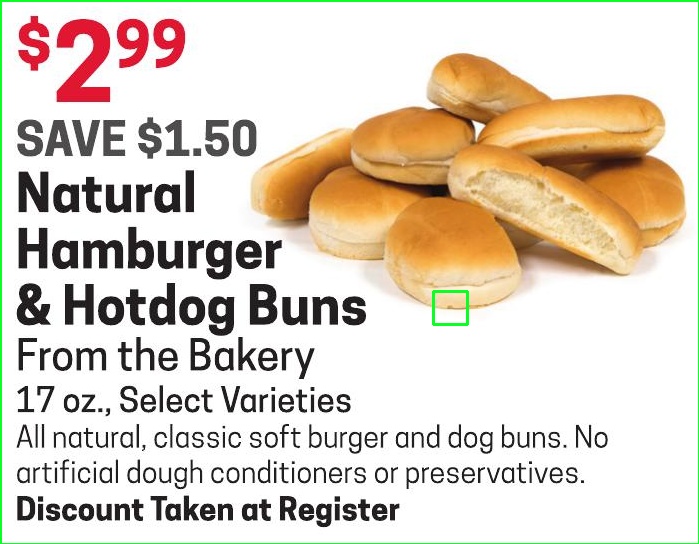 $2.99
SAVE $1.50
Natural
Hamburger
& Hotdog Buns
From the Bakery
17 oz., Select Varieties
All natural, classic soft burger and dog buns. No
artificial dough conditioners or preservatives.
Discount Taken at Register